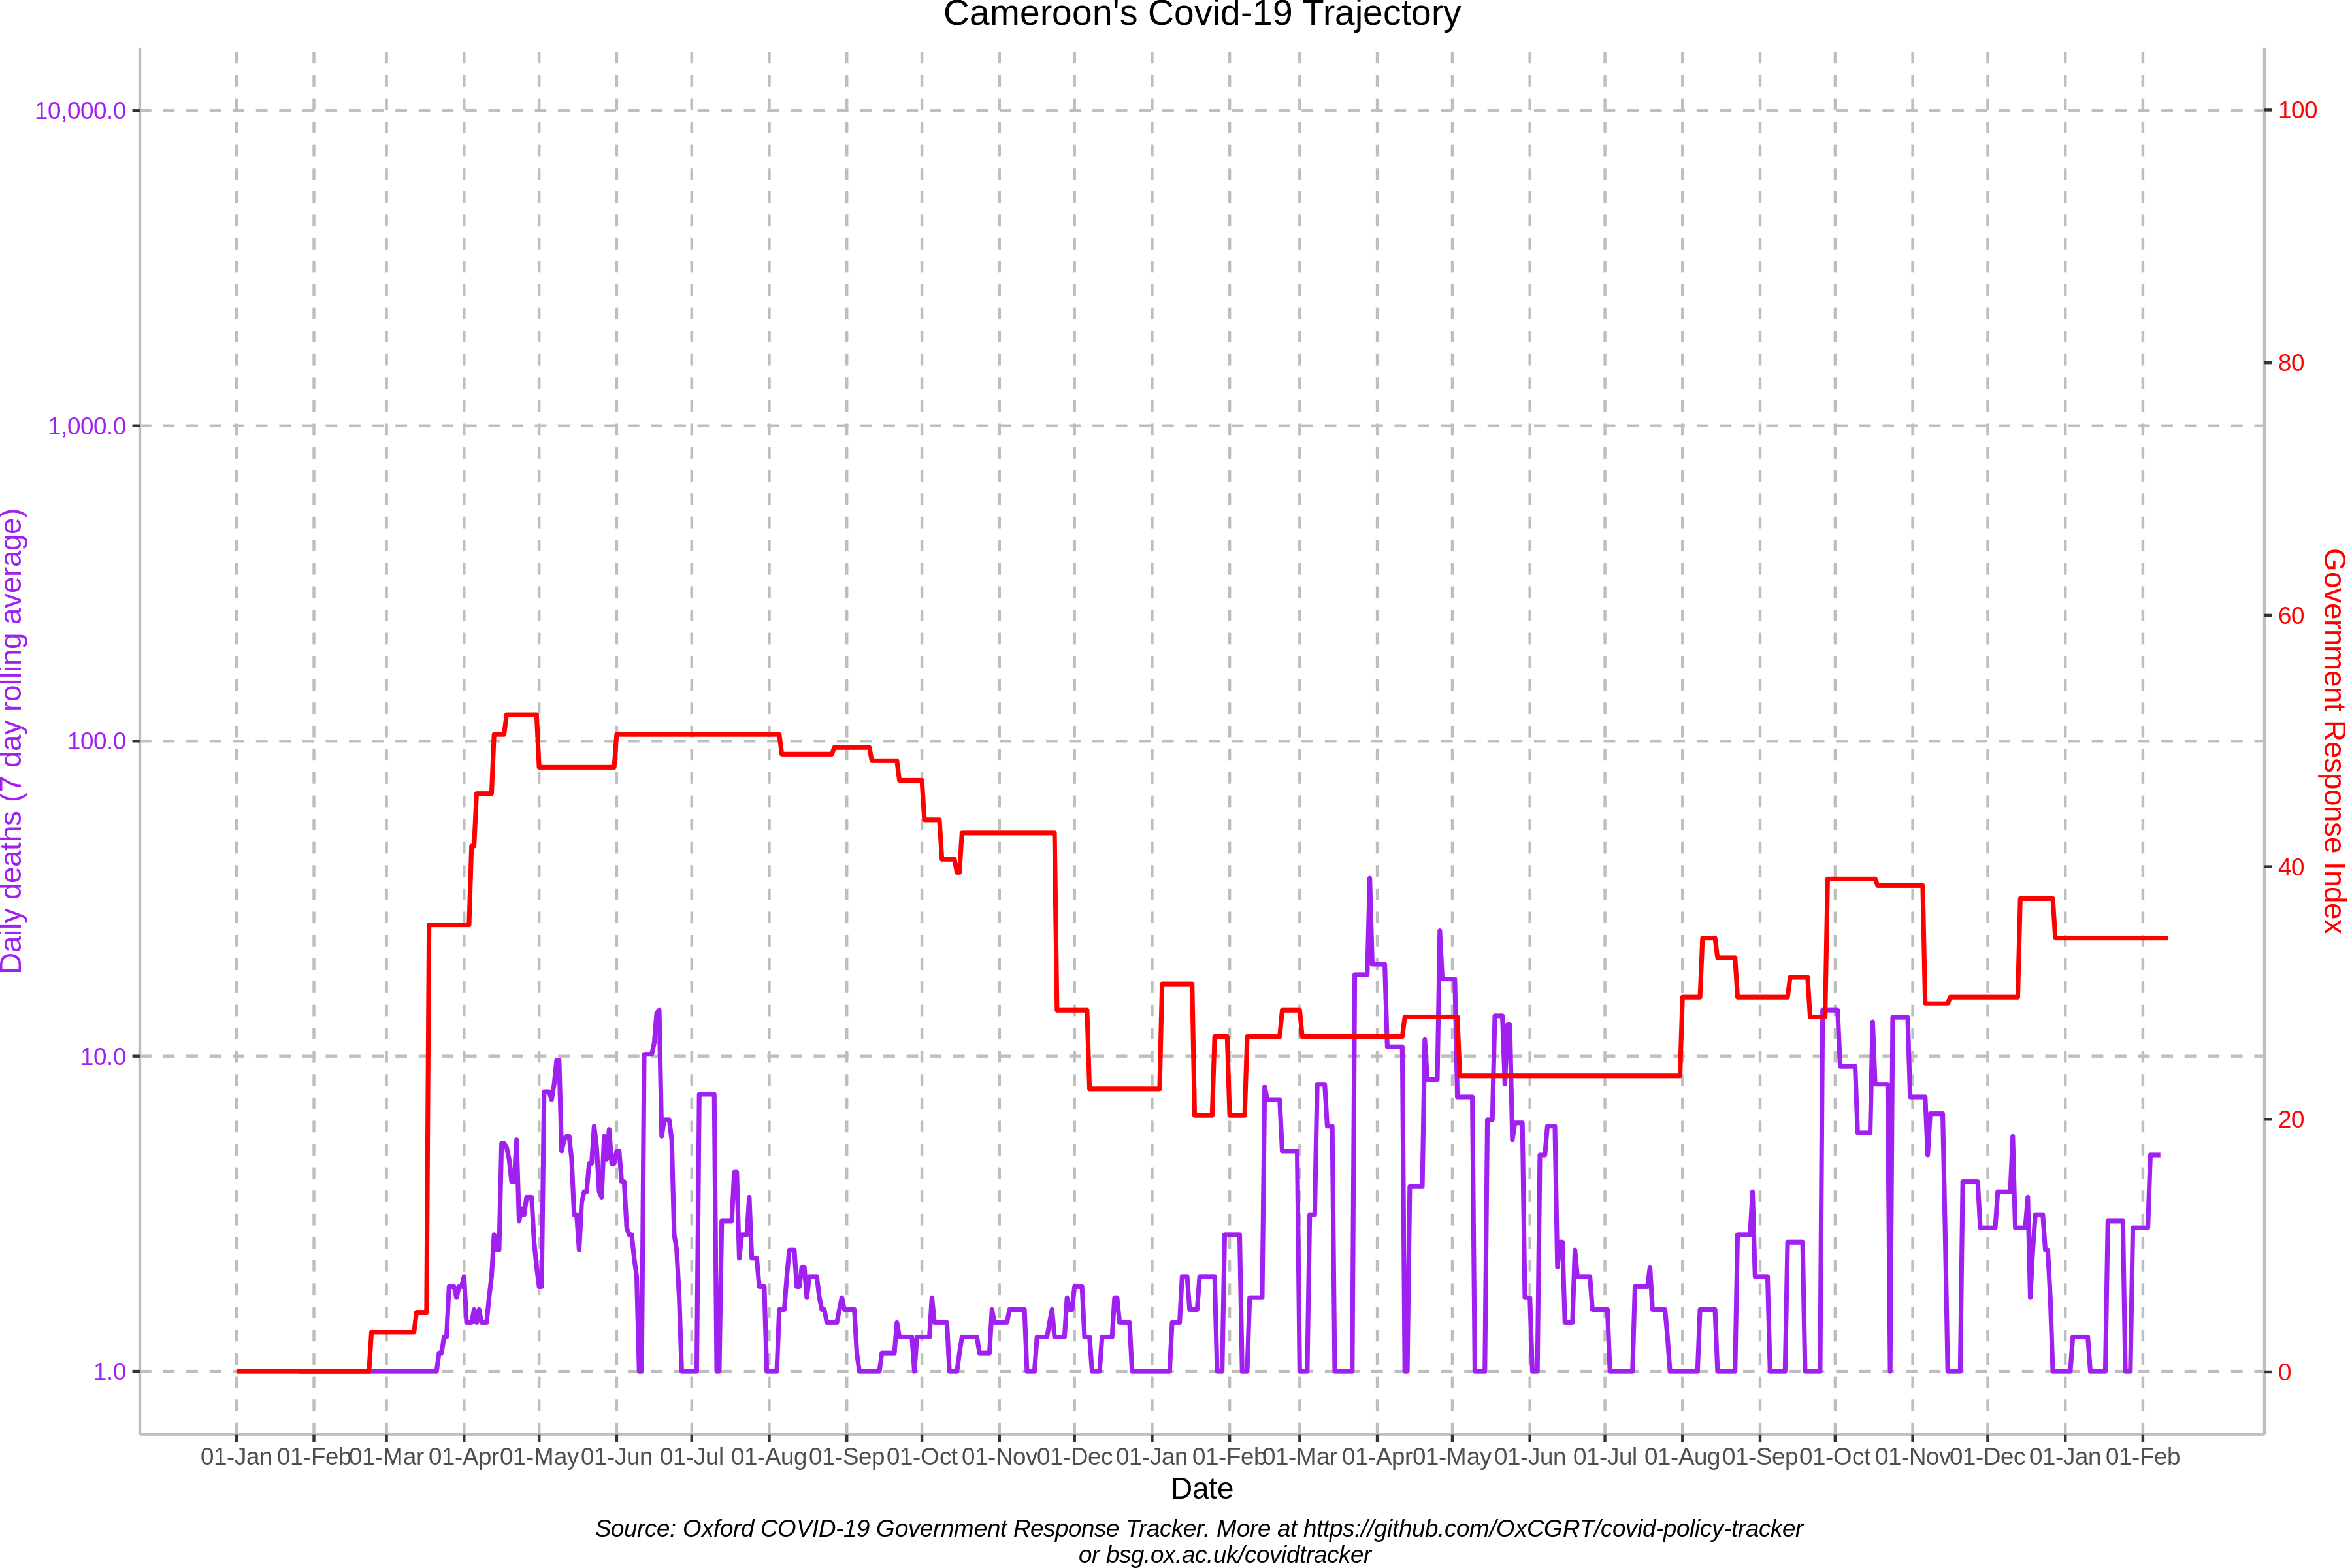 Cameroon's Covid-19 Trajectory
10,000.0
1,000.0
100.0
10.0
1.0
Daily deaths (7 day rolling average)
100
80
60
40
20
0
Government Response Index
01-Jan 01-Feb 01-Mar 01-Apr 01-May 01-Jun 01-Jul 01-Aug 01-Sep 01-Oct 01-Nov 01-Dec 01-Jan 01-Feb 01-Mar 01-Apr 01-May 01-Jun 01-Jul 01-Aug 01-Sep 01-Oct 01-Nov 01-Dec 01-Jan 01-Feb
Date
Source: Oxford COVID-19 Government Response Tracker. More at https://github.com/OxCGRT/covid-policy-tracker
or bsg.ox.ac.uk/covidtracker